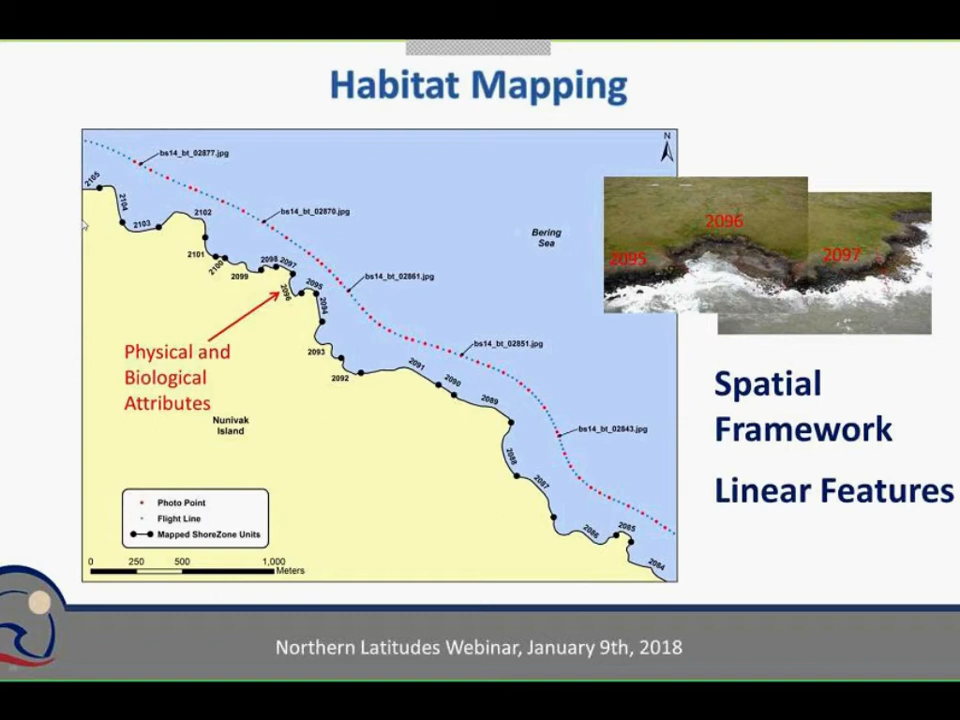 Habitat Mapping
N
bs14_bt_02877.jpg
2105
2104
2103
2102
bs14_bt_02870.jpg
Bering
Sea
2101
2100
2099
2098
2097
2096
bs14_bt_02861.jpg
2095
2094
2096
2095
2097
Physical and
Biological
Attributes
2093
2092
bs14_bt_02851.jpg
2091
2090
2089
Nunivak
Island
bs14_bt_02843.jpg
2088
2087
2086
2085
2084
Photo Point
Flight Line
Mapped ShoreZone Units
0 250 500 1,000
Meters
Spatial
Framework
Linear Features
Northern Latitudes Webinar, January 9th, 2018